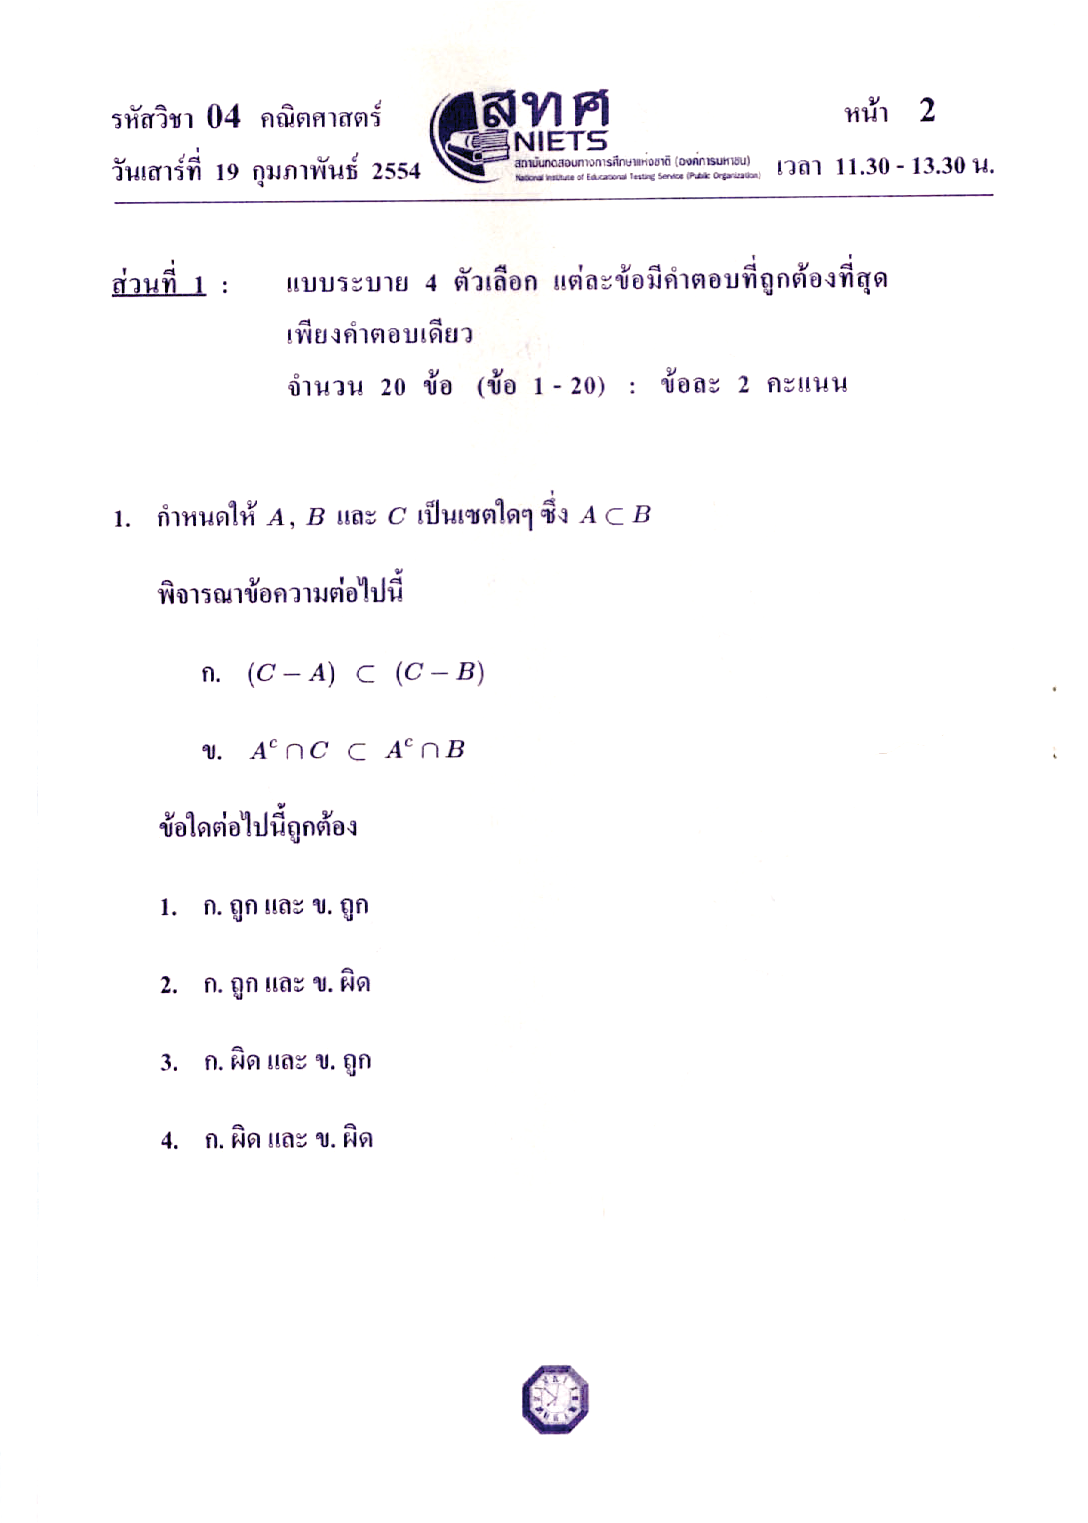 รหัสวิชา 04 คณิตศาสตร์
วันเสาร์ที่ 19 กุมภาพันธ์ 2554
สทศ
NIETS
สถาบันทดสอบทางการศึกษาแห่งชาติ (องค์การมหาชน)
National Institute of Educational Testing Service (Public Organization)
หน้า 2
เวลา 11.30 - 13.30 น.
ส่วนที่ 1 : แบบระบาย 4 ตัวเลือก แต่ละข้อมีคำตอบที่ถูกต้องที่สุด
เพียงคำตอบเดียว
จำนวน 20 ข้อ (ข้อ 1 - 20) : ข้อละ 2 คะแนน
1. กำหนดให้ A, B และ C เป็นเซตใดๆ ซึ่ง A ⊂ B
พิจารณาข้อความต่อไปนี้
ก. (C − A) ⊂ (C − B)
ข. Aᶜ ∩ C ⊂ Aᶜ ∩ B
ข้อใดต่อไปนี้ถูกต้อง
1. ก. ถูก และ ข. ถูก
2. ก. ถูก และ ข. ผิด
3. ก. ผิด และ ข. ถูก
4. ก. ผิด และ ข. ผิด